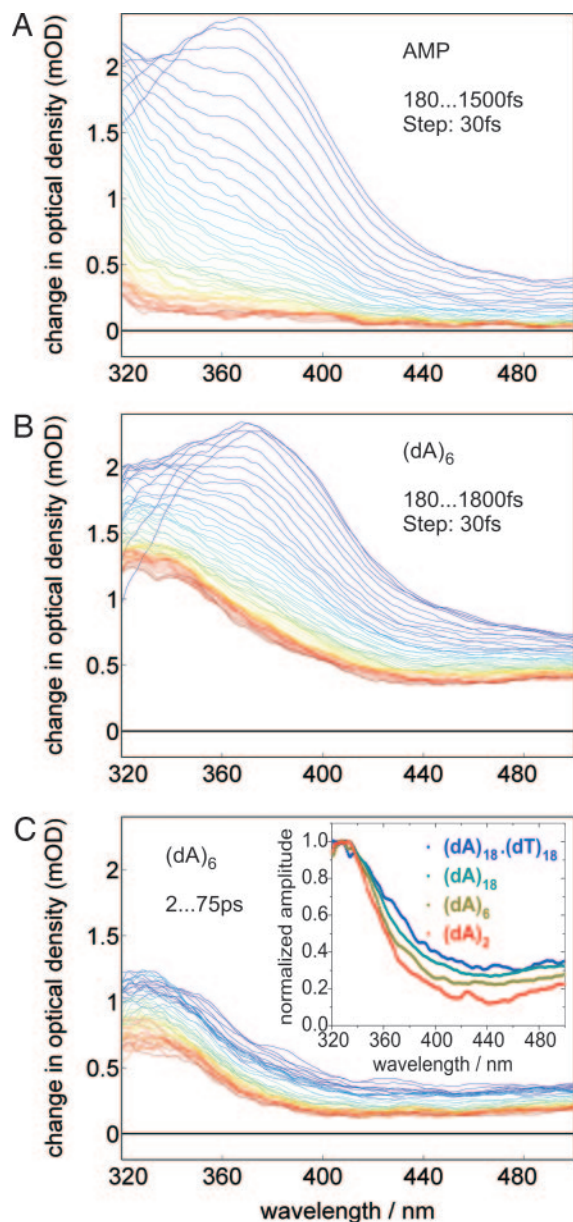 A
AMP
180...1500fs
Step: 30fs
change in optical density (mOD)
2
1.5
1
0.5
0
320 360 400 440 480
B
(dA)6
180...1800fs
Step: 30fs
change in optical density (mOD)
2
1.5
1
0.5
0
320 360 400 440 480
C
(dA)6
2...75ps
change in optical density (mOD)
2
1.5
1
0.5
0
normalized amplitude
1.0
0.8
0.6
0.4
0.2
0.0
(dA)18.(dT)18
(dA)18
(dA)6
(dA)2
320 360 400 440 480
wavelength / nm
320 360 400 440 480
wavelength / nm